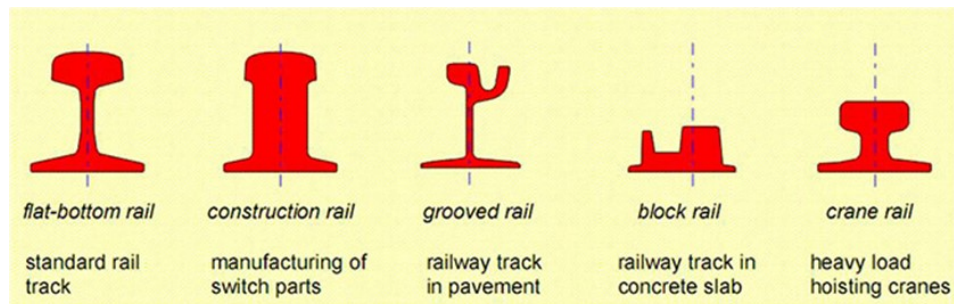 flat-bottom rail
construction rail
grooved rail
block rail
crane rail
standard rail
track
manufacturing of
switch parts
railway track
in pavement
railway track in
concrete slab
heavy load
hoisting cranes